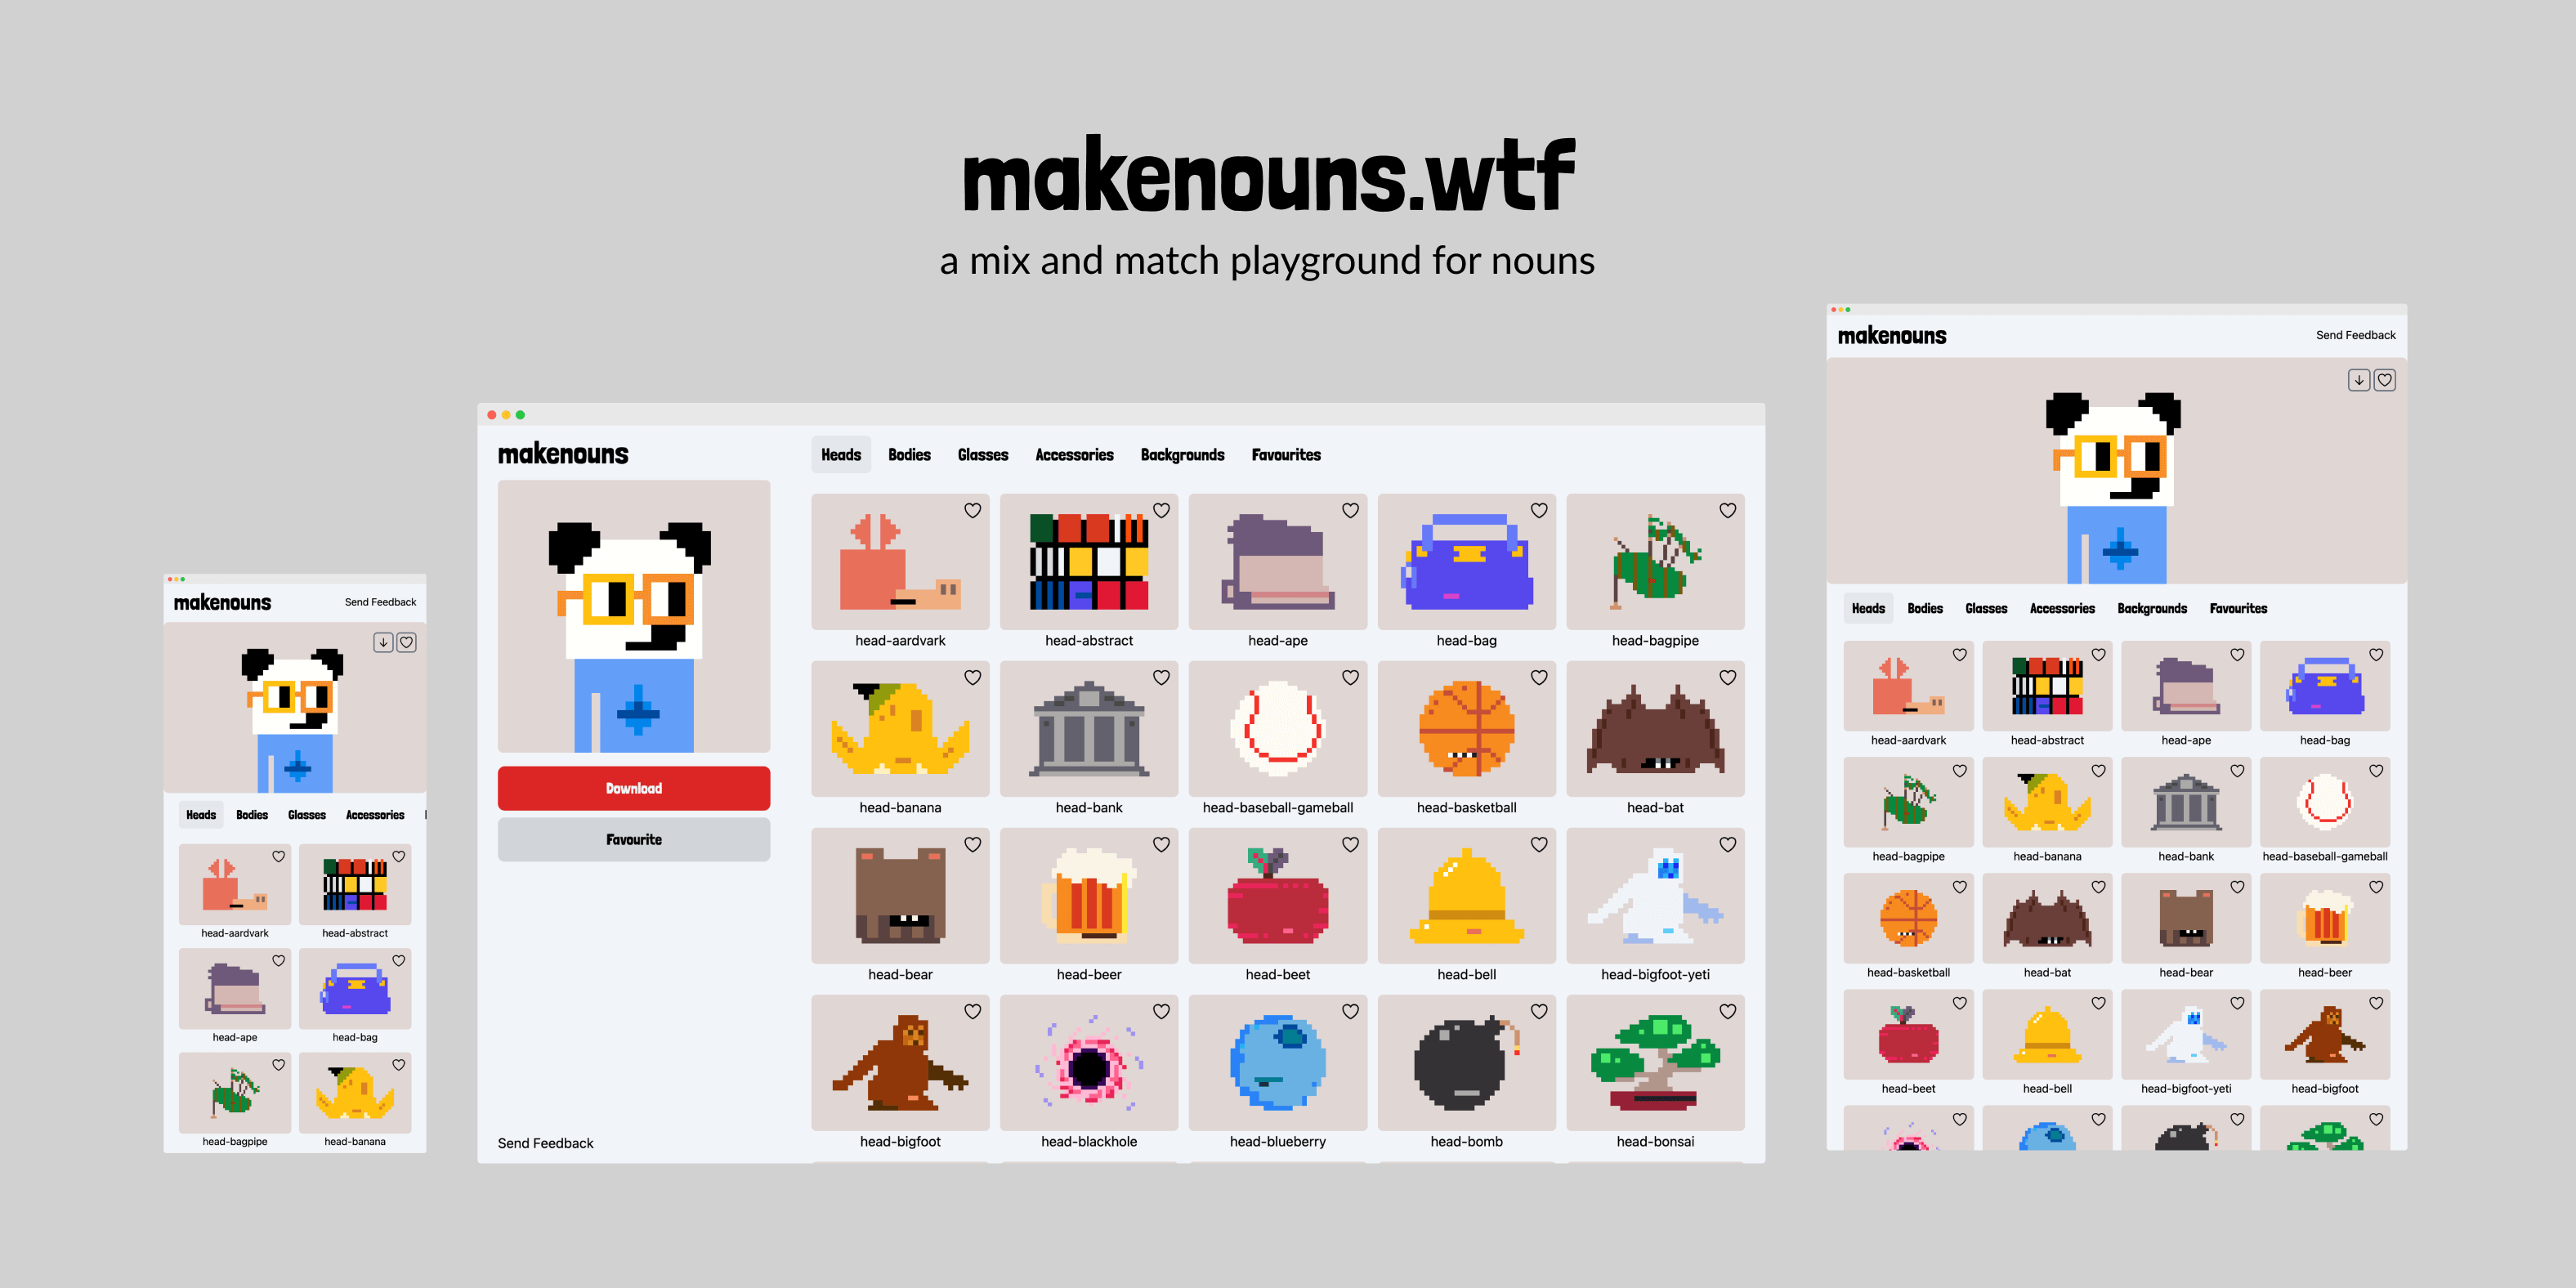 makenouns.wtf
a mix and match playground for nouns
makenouns
Send Feedback
Heads Bodies Glasses Accessories
head-aardvark head-abstract
head-ape head-bag
head-bagpipe head-banana
makenouns
Heads Bodies Glasses Accessories Backgrounds Favourites
Download
Favourite
Send Feedback
head-aardvark head-abstract head-ape head-bag head-bagpipe
head-banana head-bank head-baseball-gameball head-basketball head-bat
head-bear head-beer head-beet head-bell head-bigfoot-yeti
head-bigfoot head-blackhole head-blueberry head-bomb head-bonsai
makenouns
Send Feedback
Heads Bodies Glasses Accessories Backgrounds Favourites
head-aardvark head-abstract head-ape head-bag
head-bagpipe head-banana head-bank head-baseball-gameball
head-basketball head-bat head-bear head-beer
head-beet head-bell head-bigfoot-yeti head-bigfoot